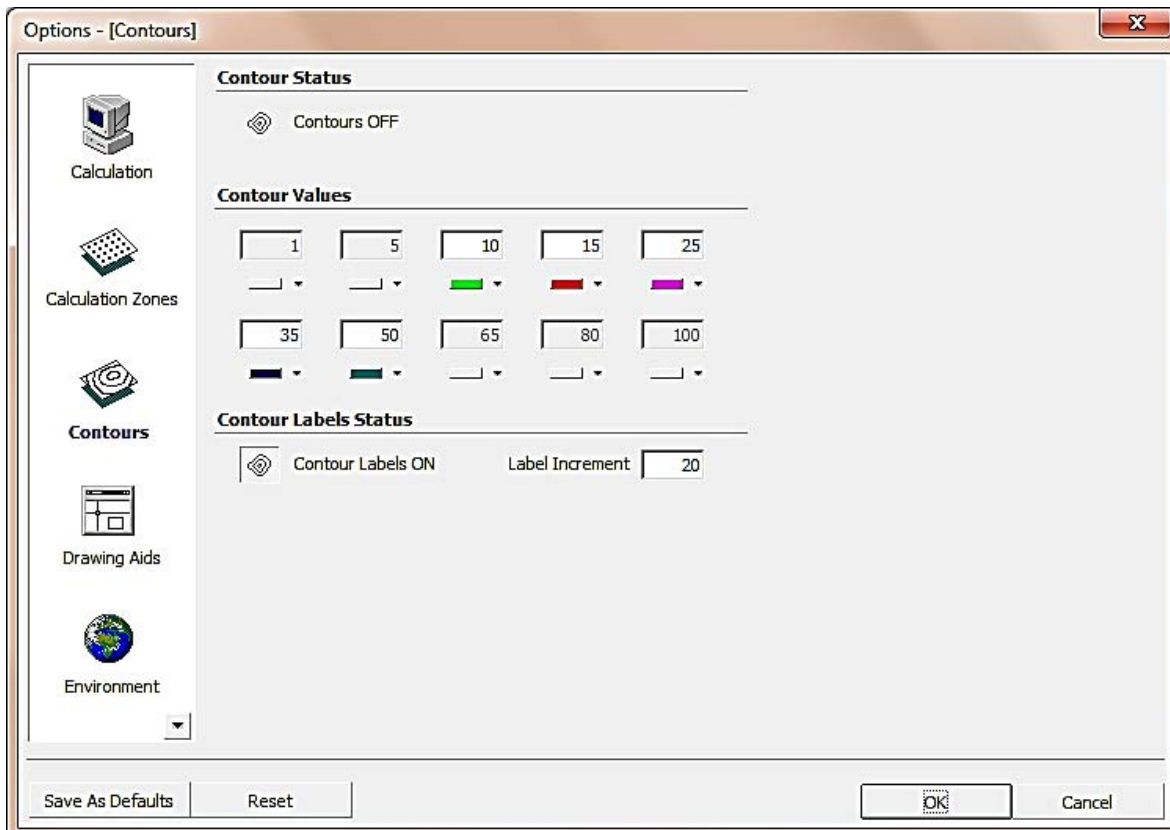 Options - [Contours]
X
Calculation
Calculation Zones
Contours
Drawing Aids
Environment
Contour Status
Contours OFF
Contour Values
1 5 10 15 25
35 50 65 80 100
Contour Labels Status
Contour Labels ON Label Increment 20
Save As Defaults Reset OK Cancel